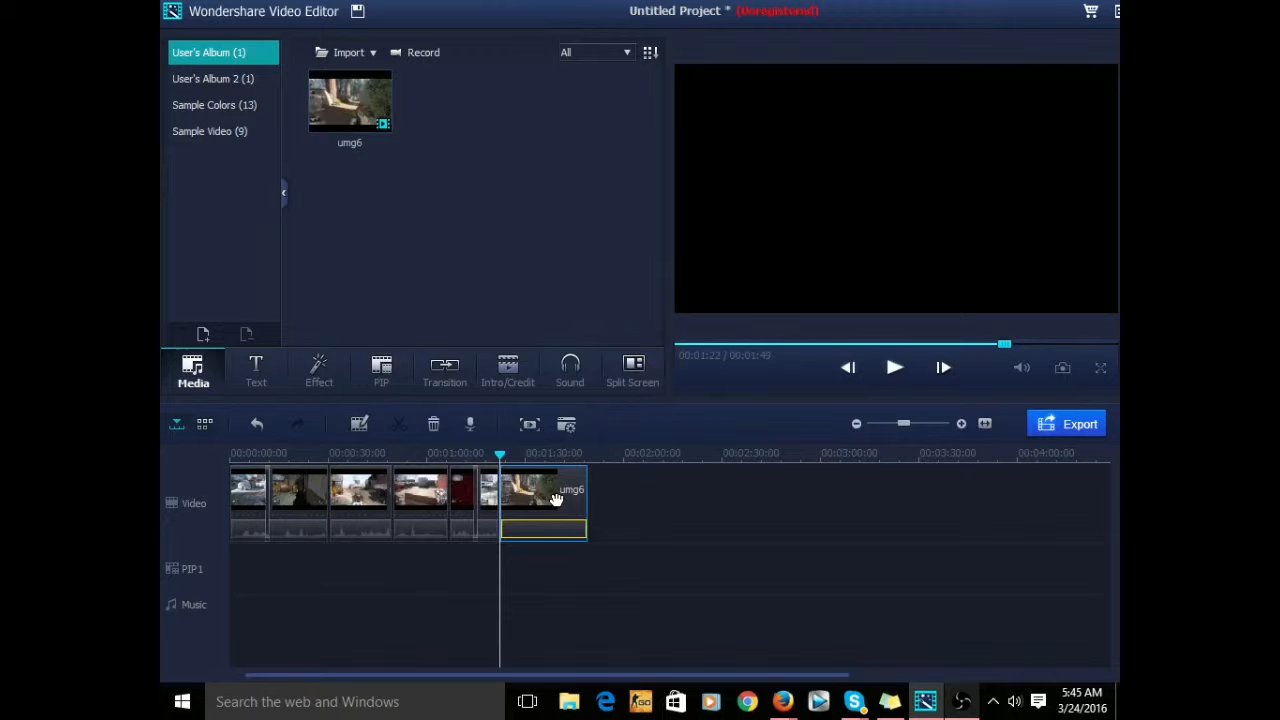 Wondershare Video Editor
Untitled Project * (Unregistered)
User's Album (1)
Import
Record
All
User's Album 2 (1)
Sample Colors (13)
Sample Video (9)
umg6
00:01:22 / 00:01:49
Media
Text
Effect
PIP
Transition
Intro/Credit
Sound
Split Screen
Export
00:00:00:00
00:00:30:00
00:01:00:00
00:01:30:00
00:02:00:00
00:02:30:00
00:03:00:00
00:03:30:00
00:04:00:00
Video
umg6
PIP1
Music
Search the web and Windows
GO
5:45 AM
3/24/2016